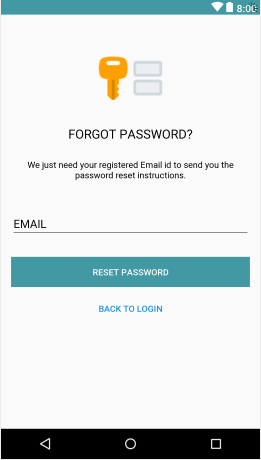 8:00
FORGOT PASSWORD?
We just need your registered Email id to send you the
password reset instructions.
EMAIL
RESET PASSWORD
BACK TO LOGIN